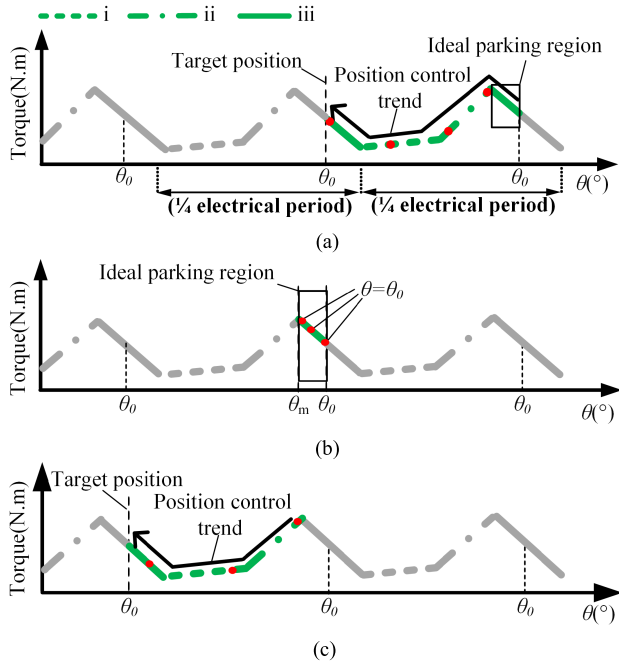 i ii iii
(a)
Torque(N.m)
Target position
Position control
trend
Ideal parking region
θ₀ θ₀ θ₀
θ(°)
(¼ electrical period) (¼ electrical period)
(a)
Torque(N.m)
Ideal parking region
θ=θ₀
θ₀ θₘ θ₀ θ₀
θ(°)
(b)
Torque(N.m)
Target position
Position control
trend
θ₀ θ₀ θ₀
θ(°)
(c)